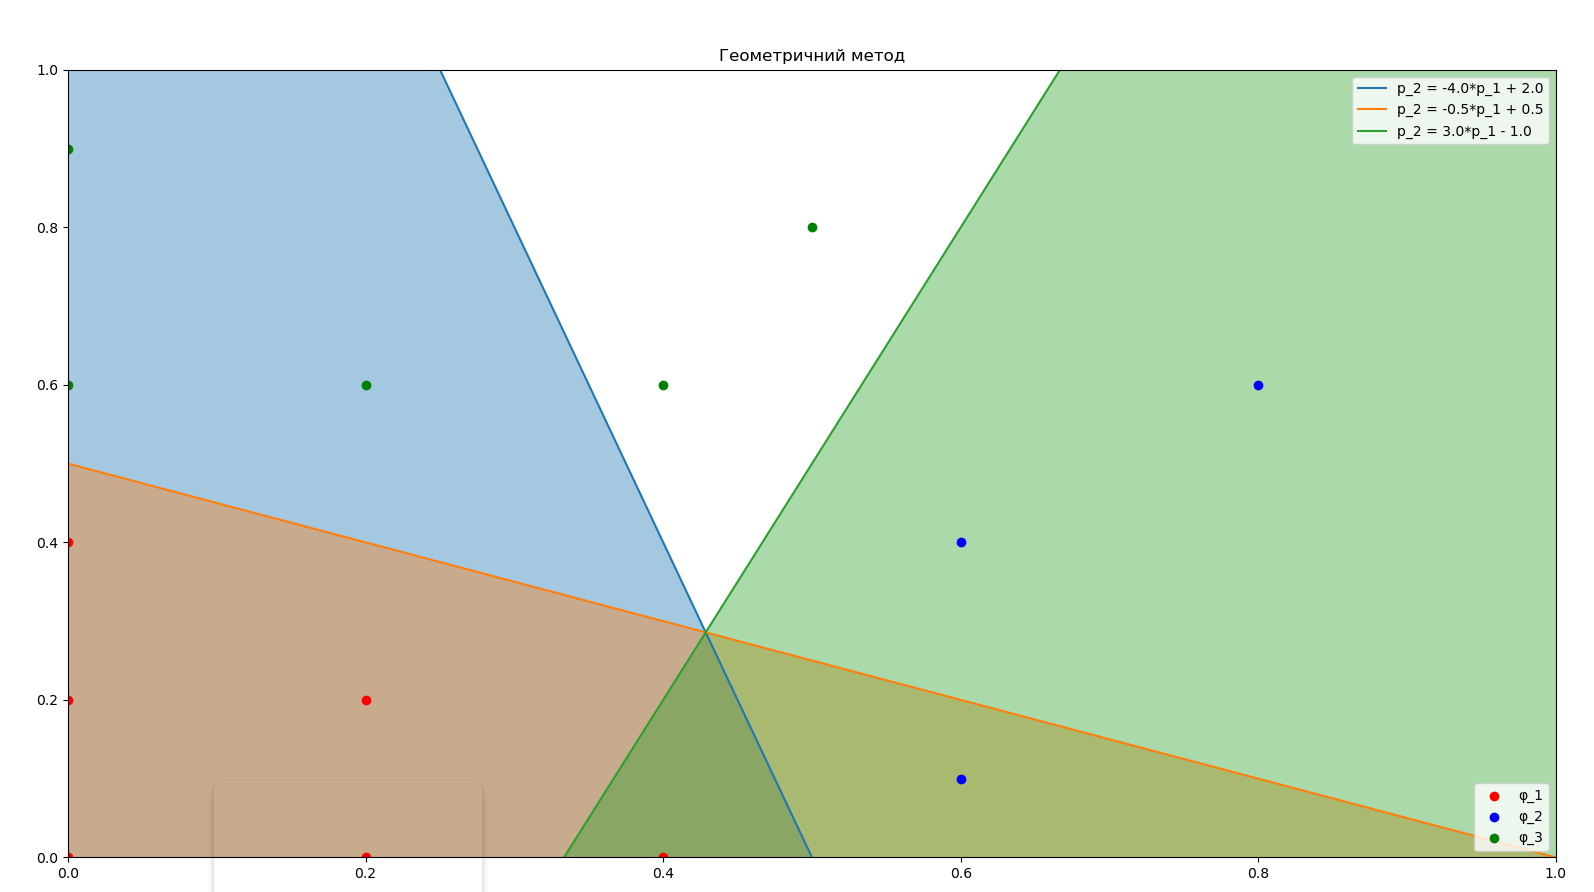 Геометричний метод
p_2 = -4.0*p_1 + 2.0
p_2 = -0.5*p_1 + 0.5
p_2 = 3.0*p_1 - 1.0
1.0
0.8
0.6
0.4
0.2
0.0
φ_1
φ_2
φ_3
0.0 0.2 0.4 0.6 0.8 1.0